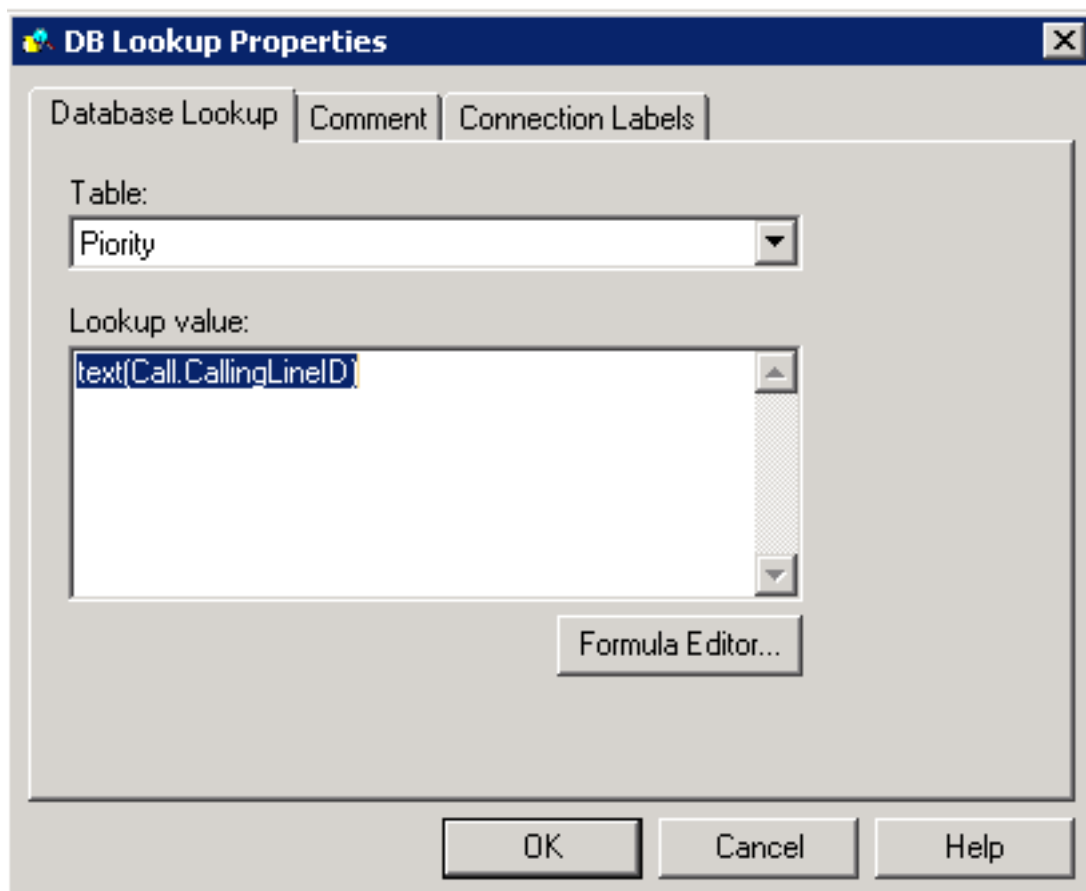 DB Lookup Properties
Database Lookup Comment Connection Labels
Table:
Piority
Lookup value:
text(Call.CallingLineID)
Formula Editor...
OK Cancel Help